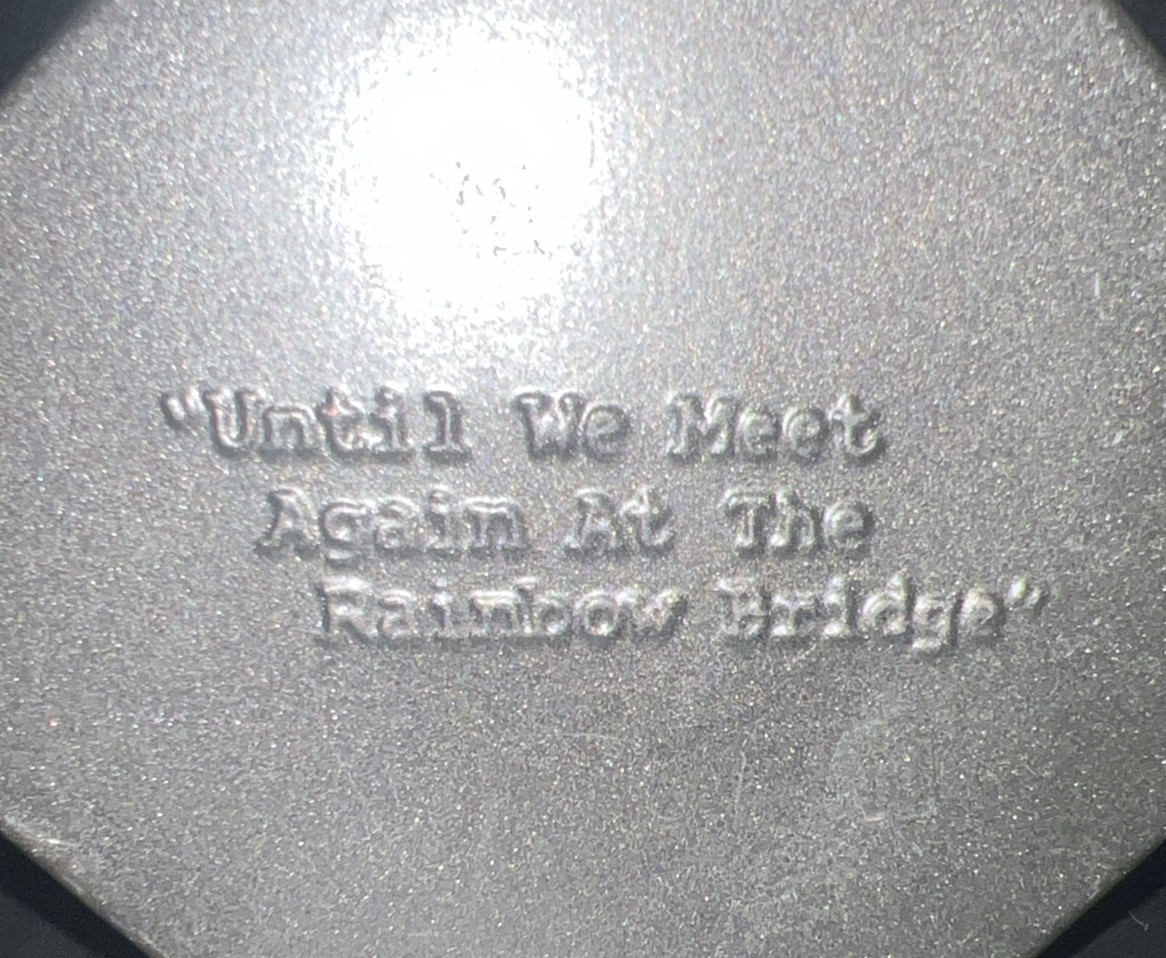 “Until We Meet
Again At The
Rainbow Bridge”